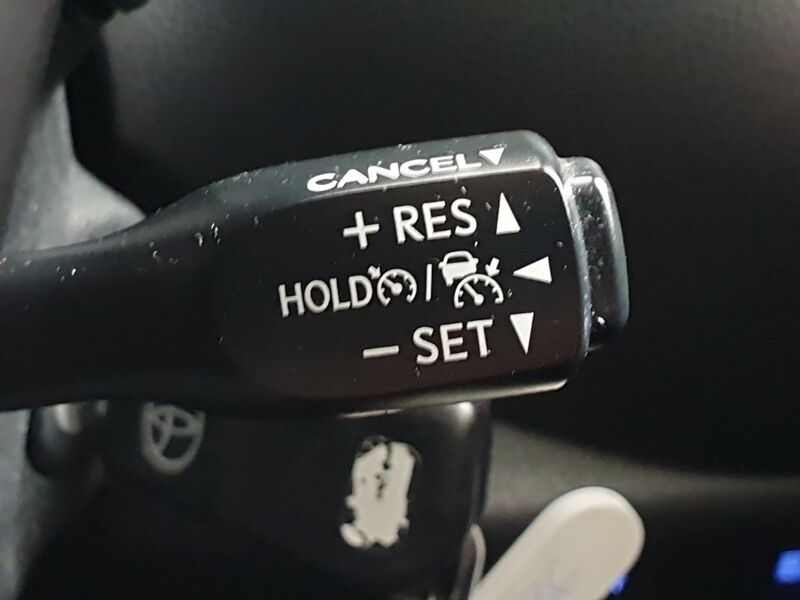 CANCEL
+ RES
HOLD /
- SET